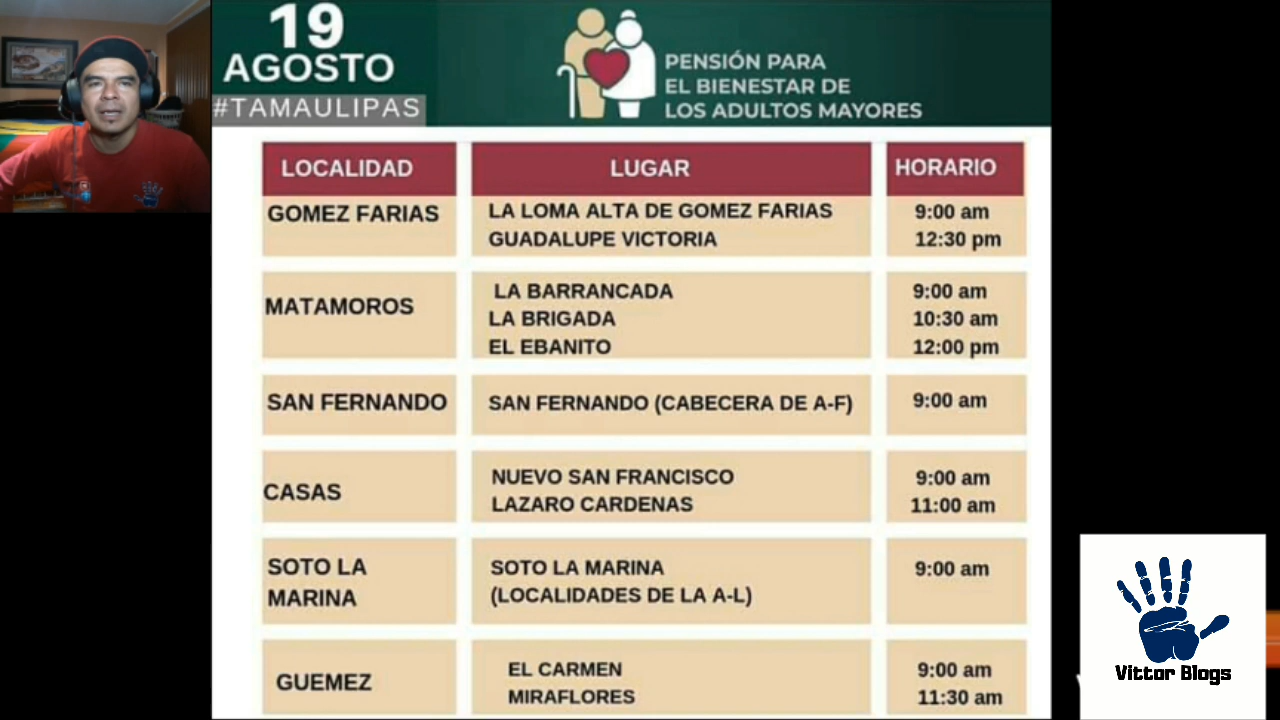 19
AGOSTO
#TAMAULIPAS
PENSIÓN PARA
EL BIENESTAR DE
LOS ADULTOS MAYORES
LOCALIDAD LUGAR HORARIO
GOMEZ FARIAS
LA LOMA ALTA DE GOMEZ FARIAS 9:00 am
GUADALUPE VICTORIA 12:30 pm
MATAMOROS
LA BARRANCADA 9:00 am
LA BRIGADA 10:30 am
EL EBANITO 12:00 pm
SAN FERNANDO SAN FERNANDO (CABECERA DE A-F) 9:00 am
CASAS
NUEVO SAN FRANCISCO 9:00 am
LAZARO CARDENAS 11:00 am
SOTO LA
MARINA
SOTO LA MARINA 9:00 am
(LOCALIDADES DE LA A-L)
GUEMEZ
EL CARMEN 9:00 am
MIRAFLORES 11:30 am
Vittor Blogs